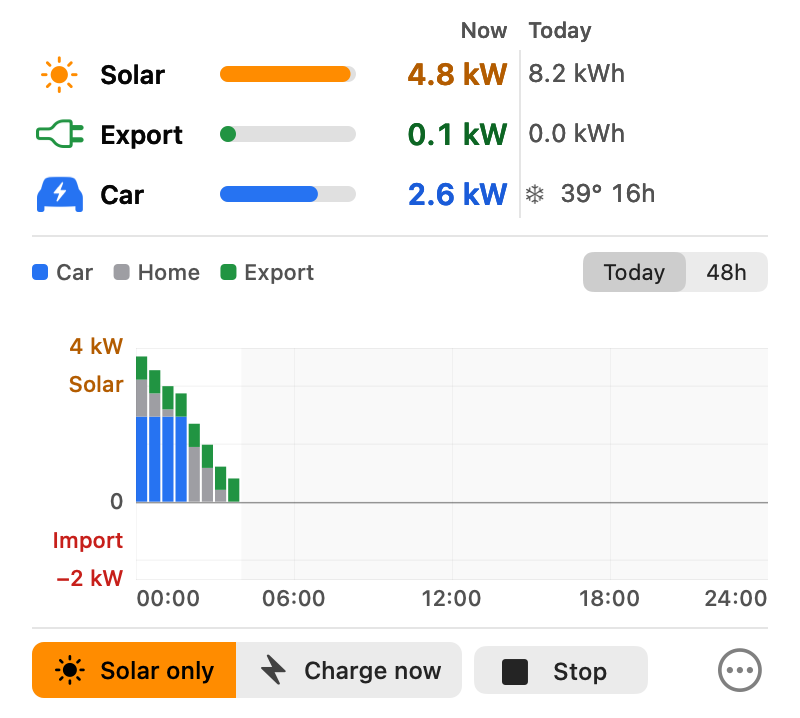 Now Today
Solar 4.8 kW 8.2 kWh
Export 0.1 kW 0.0 kWh
Car 2.6 kW 39° 16h
Car Home Export Today 48h
4 kW
Solar
0
Import
−2 kW
00:00 06:00 12:00 18:00 24:00
Solar only Charge now Stop